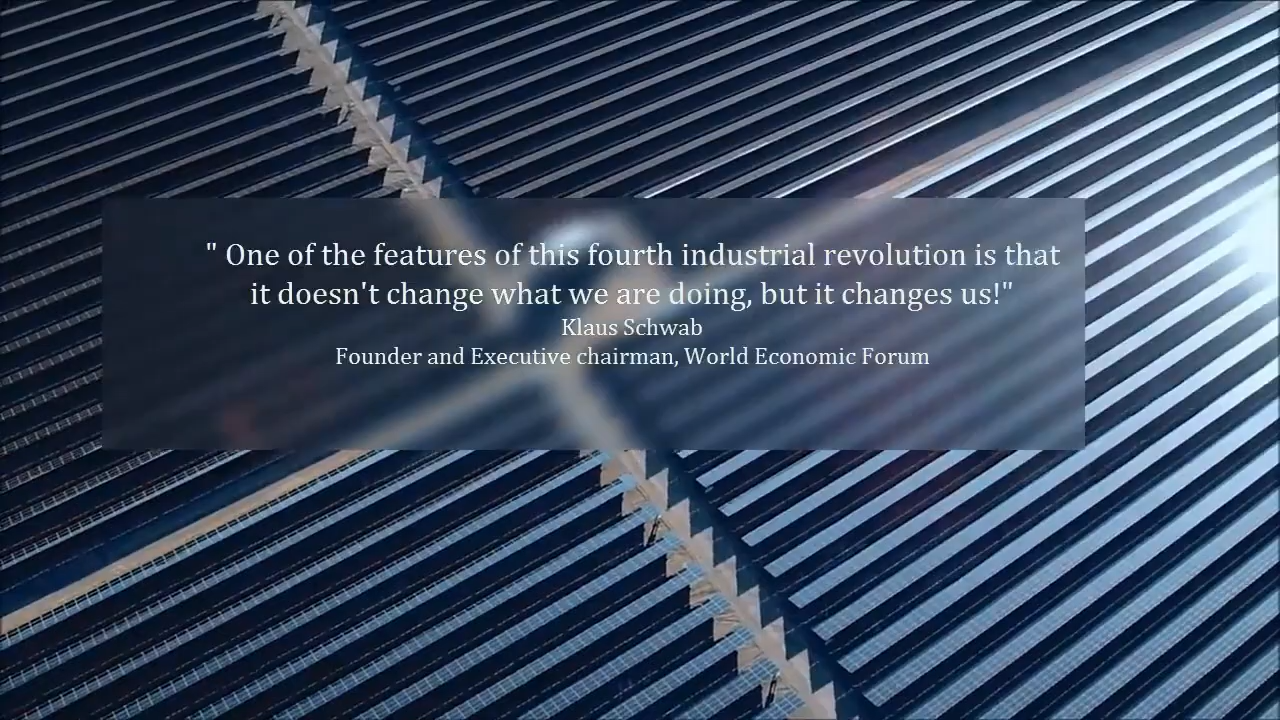 " One of the features of this fourth industrial revolution is that
it doesn't change what we are doing, but it changes us!"
Klaus Schwab
Founder and Executive chairman, World Economic Forum